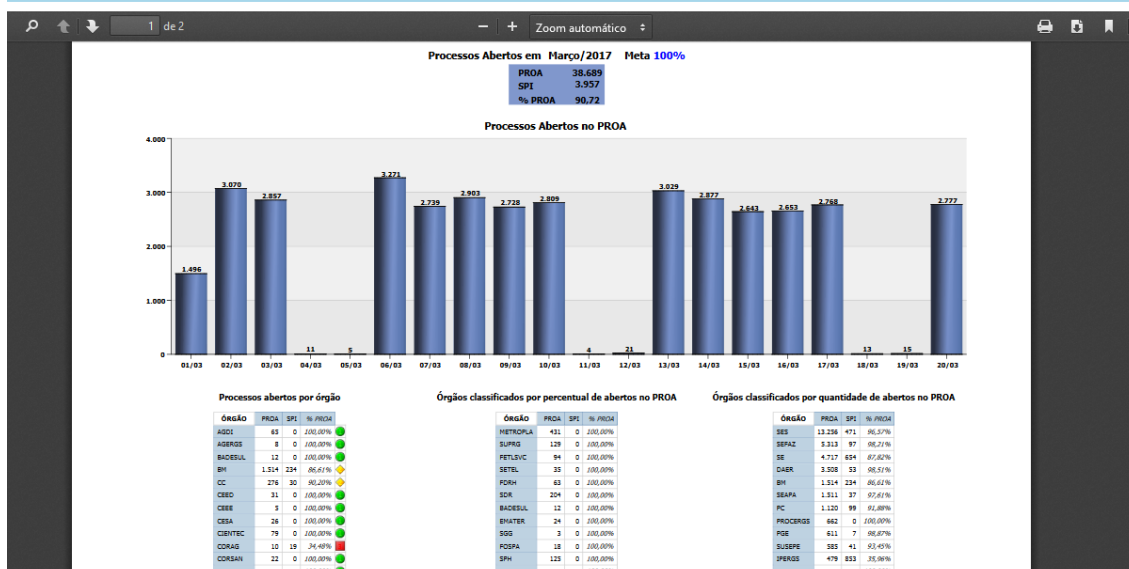 1 de 2 Zoom automático
Processos Abertos em Março/2017 Meta 100%
PROA 38.689
SPI 3.957
% PROA 90,72
Processos Abertos no PROA
4.000
3.000
2.000
1.000
0
1.496 3.070 2.857 11 5 3.271 2.739 2.903 2.728 2.809 4 21 3.029 2.877 2.643 2.653 2.768 13 15 2.777
01/03 02/03 03/03 04/03 05/03 06/03 07/03 08/03 09/03 10/03 11/03 12/03 13/03 14/03 15/03 16/03 17/03 18/03 19/03 20/03
Processos abertos por órgão
ÓRGÃO PROA SPI % PROA
AGDI 65 0 100,00%
AGERGS 8 0 100,00%
BADESUL 12 0 100,00%
BM 1.514 234 86,61%
CC 276 30 90,20%
CEED 31 0 100,00%
CEEE 5 0 100,00%
CESA 26 0 100,00%
CIENTEC 79 0 100,00%
CORAG 10 19 34,48%
CORSAN 22 0 100,00%
Órgãos classificados por percentual de abertos no PROA
ÓRGÃO PROA SPI % PROA
METROPLA 431 0 100,00%
SUPRG 129 0 100,00%
FETLSVC 94 0 100,00%
SETEL 35 0 100,00%
FDRH 63 0 100,00%
SDR 204 0 100,00%
BADESUL 12 0 100,00%
EMATER 24 0 100,00%
SGG 3 0 100,00%
FOSPA 18 0 100,00%
SPH 125 0 100,00%
Órgãos classificados por quantidade de abertos no PROA
ÓRGÃO PROA SPI % PROA
SES 13.256 471 96,57%
SEFAZ 5.313 97 98,21%
SE 4.717 654 87,82%
DAER 3.508 53 98,51%
BM 1.514 234 86,61%
SEAPA 1.511 37 97,61%
PC 1.120 99 91,88%
PROCERGS 662 0 100,00%
PGE 611 7 98,87%
SUSEPE 585 41 93,45%
IPERGS 479 853 35,96%